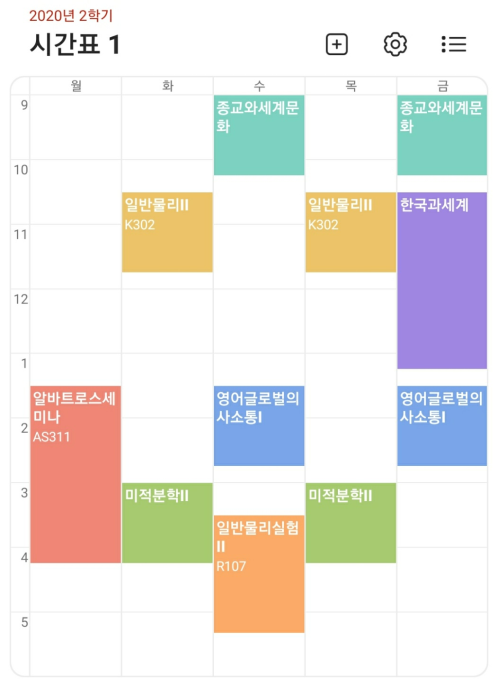 2020년 2학기
시간표 1
월 화 수 목 금
9
종교와세계문
화
종교와세계문
화
10
일반물리II
K302
일반물리II
K302
한국과세계
11
12
1
알바트로스세
미나
AS311
영어글로벌의
사소통I
영어글로벌의
사소통I
2
3
미적분학II
미적분학II
일반물리실험
II
R107
4
5